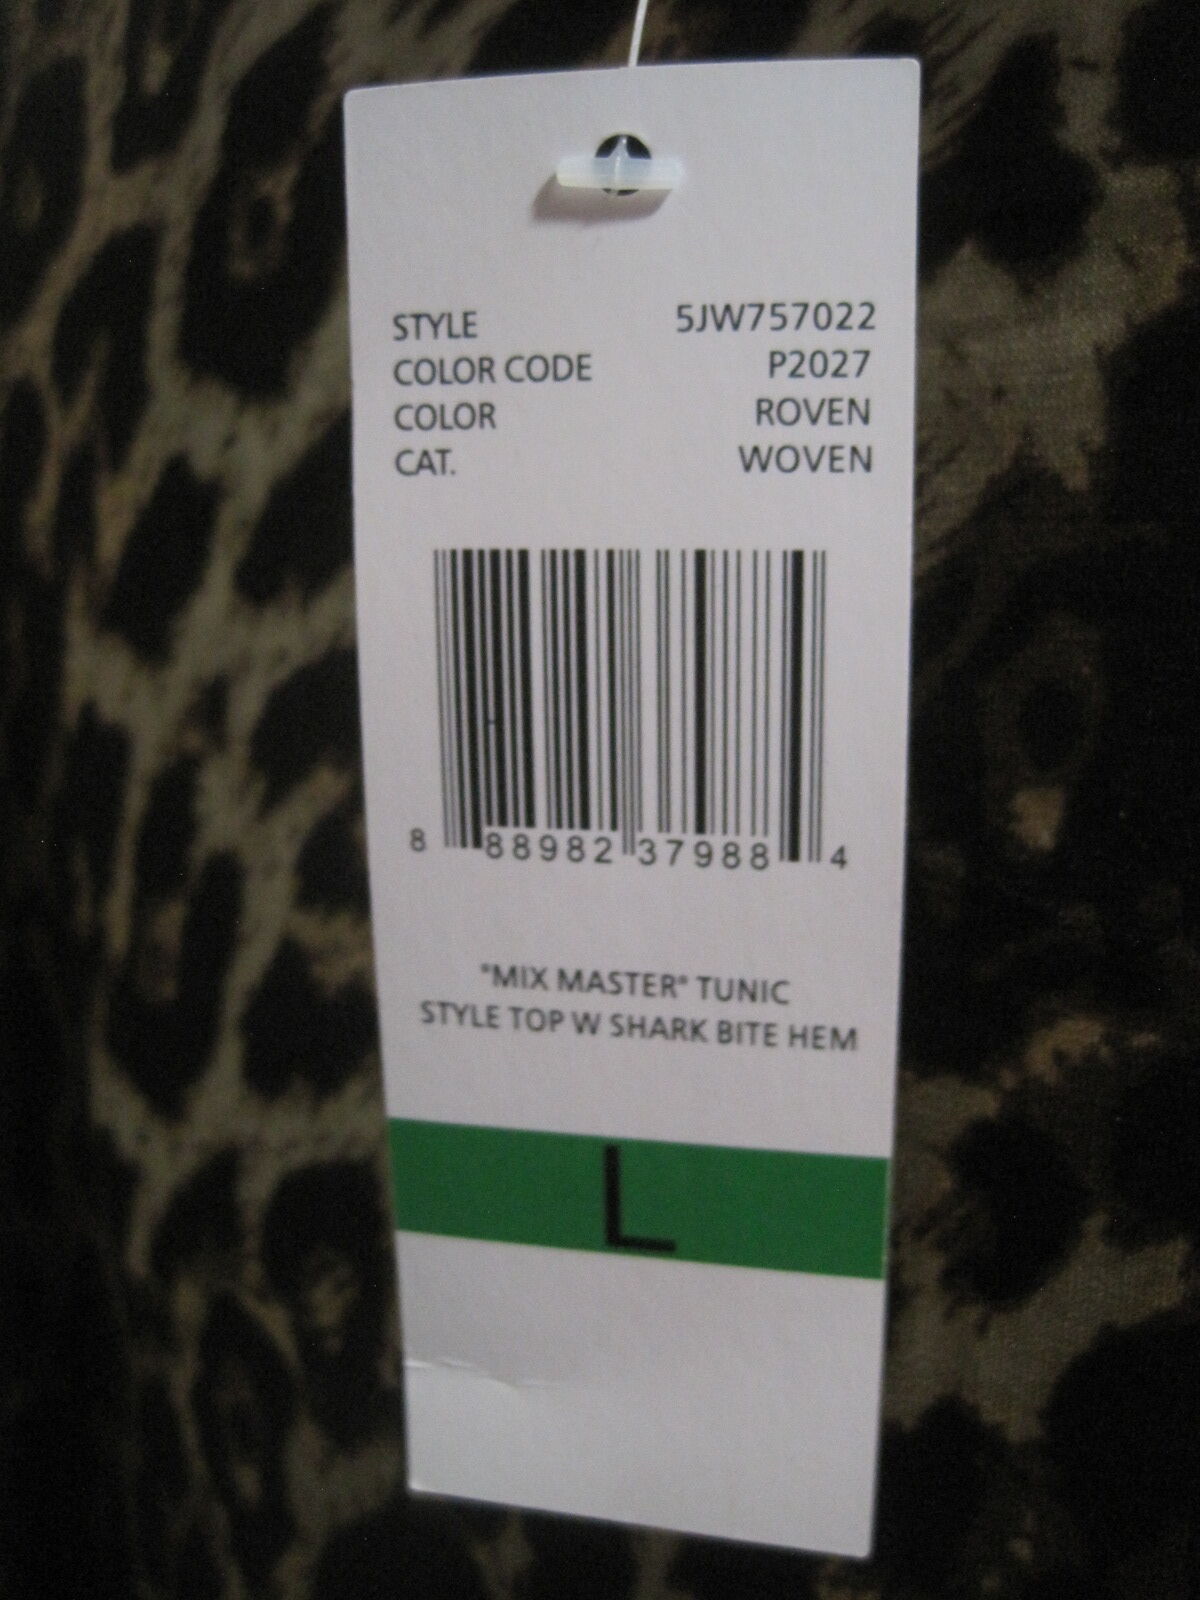 STYLE 5JW757022
COLOR CODE P2027
COLOR ROVEN
CAT. WOVEN
8 88982 37988 4
"MIX MASTER" TUNIC
STYLE TOP W SHARK BITE HEM
L